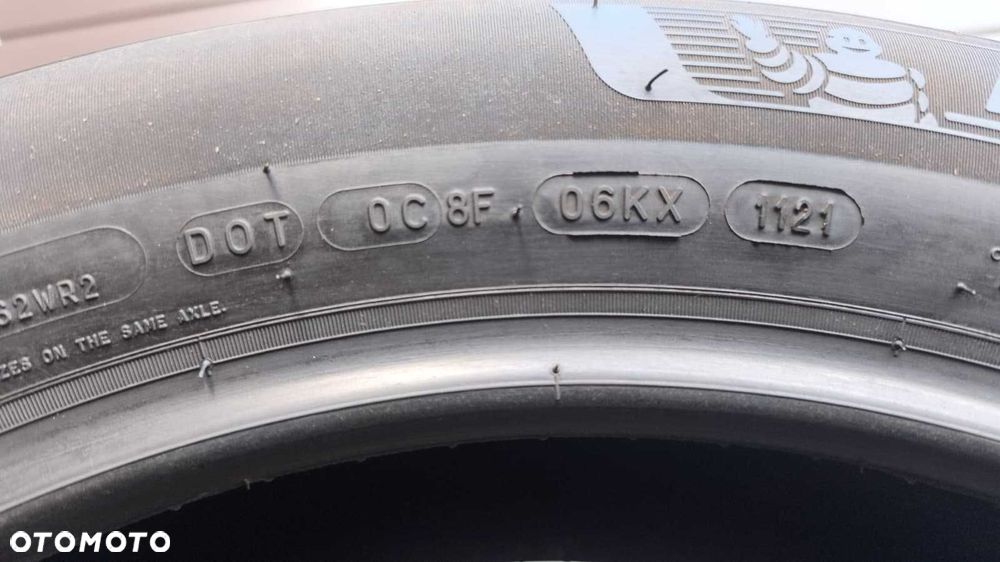 DOT 0C 8F 06KX 1121
62WR2
ZES ON THE SAME AXLE.
OTOMOTO